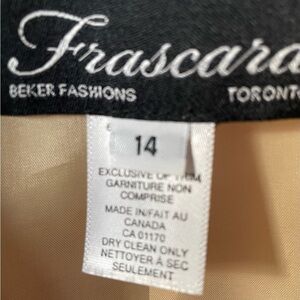 Frascara
BEKER FASHIONS TORONTO
14
EXCLUSIVE OF TRIM
GARNITURE NON
COMPRISE
MADE IN/FAIT AU
CANADA
CA 01170
DRY CLEAN ONLY
NETTOYER À SEC
SEULEMENT